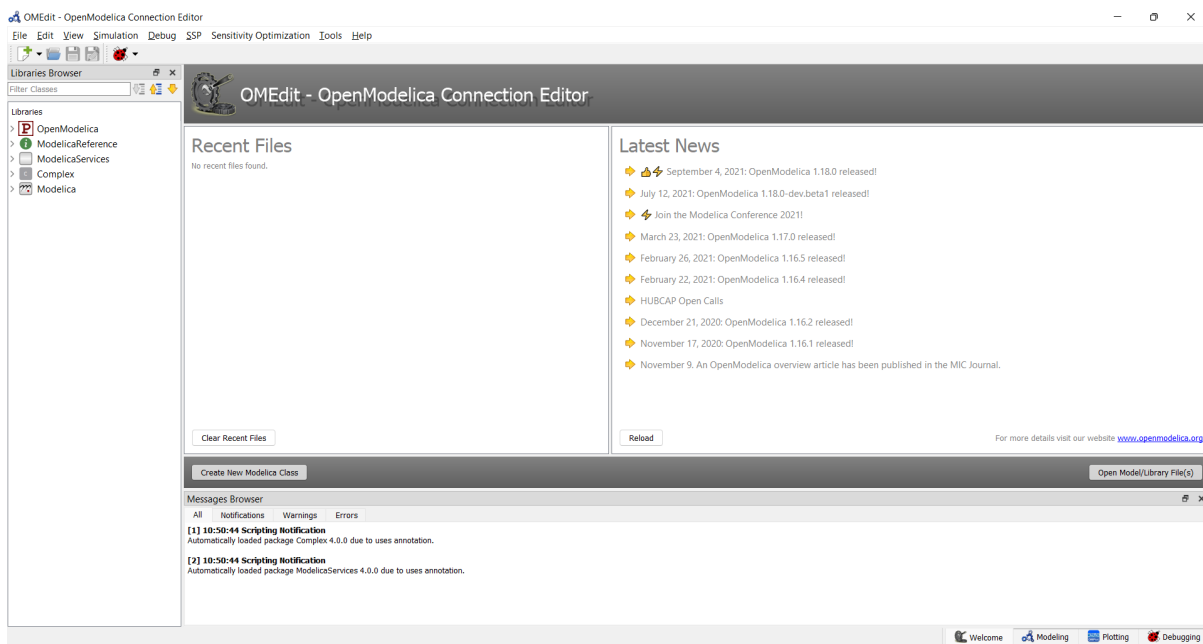 OMEdit - OpenModelica Connection Editor
File Edit View Simulation Debug SSP Sensitivity Optimization Tools Help
Libraries Browser
Filter Classes
Libraries
OpenModelica
ModelicaReference
ModelicaServices
Complex
Modelica
OMEdit - OpenModelica Connection Editor
Recent Files
No recent files found.
Clear Recent Files
Latest News
September 4, 2021: OpenModelica 1.18.0 released!
July 12, 2021: OpenModelica 1.18.0-dev.beta1 released!
Join the Modelica Conference 2021!
March 23, 2021: OpenModelica 1.17.0 released!
February 26, 2021: OpenModelica 1.16.5 released!
February 22, 2021: OpenModelica 1.16.4 released!
HUBCAP Open Calls
December 21, 2020: OpenModelica 1.16.2 released!
November 17, 2020: OpenModelica 1.16.1 released!
November 9. An OpenModelica overview article has been published in the MIC Journal.
Reload
For more details visit our website www.openmodelica.org
Create New Modelica Class
Open Model/Library File(s)
Messages Browser
All Notifications Warnings Errors
[1] 10:50:44 Scripting Notification
Automatically loaded package Complex 4.0.0 due to uses annotation.
[2] 10:50:44 Scripting Notification
Automatically loaded package ModelicaServices 4.0.0 due to uses annotation.
Welcome Modeling Plotting Debugging